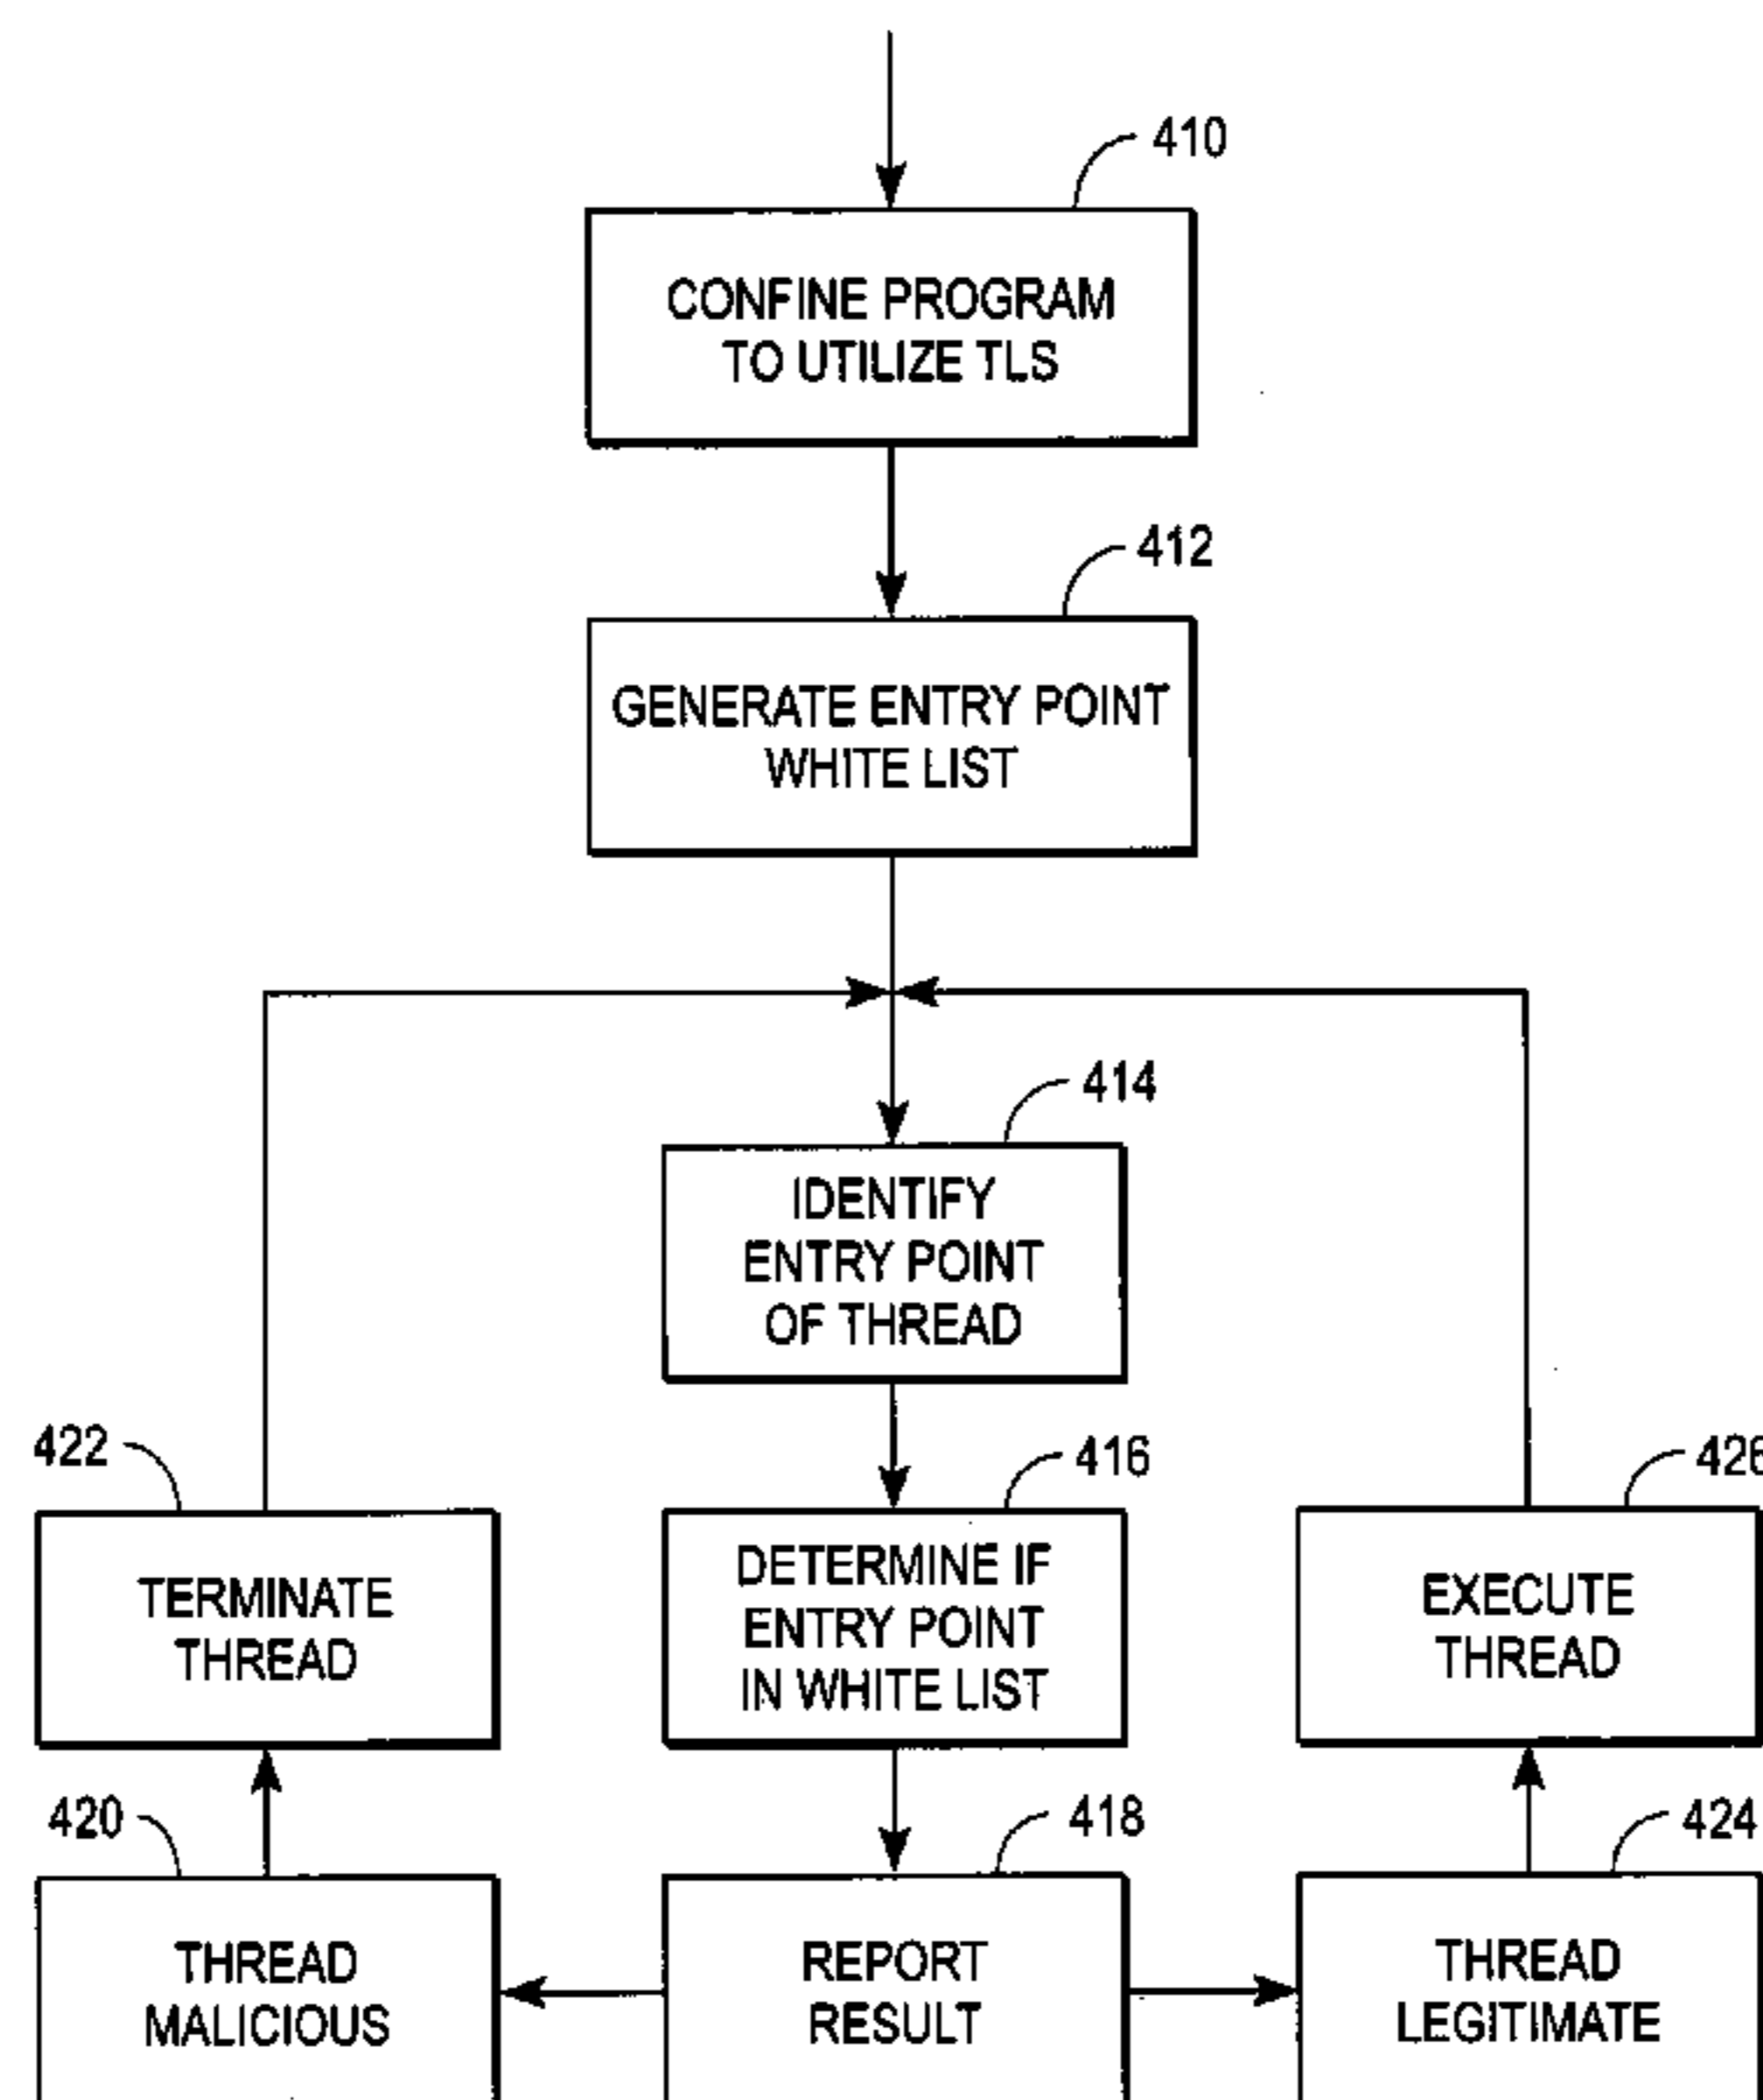 410
CONFINE PROGRAM
TO UTILIZE TLS
412
GENERATE ENTRY POINT
WHITE LIST
414
IDENTIFY
ENTRY POINT
OF THREAD
422
416
426
TERMINATE
THREAD
DETERMINE IF
ENTRY POINT
IN WHITE LIST
EXECUTE
THREAD
420
418
424
THREAD
MALICIOUS
REPORT
RESULT
THREAD
LEGITIMATE